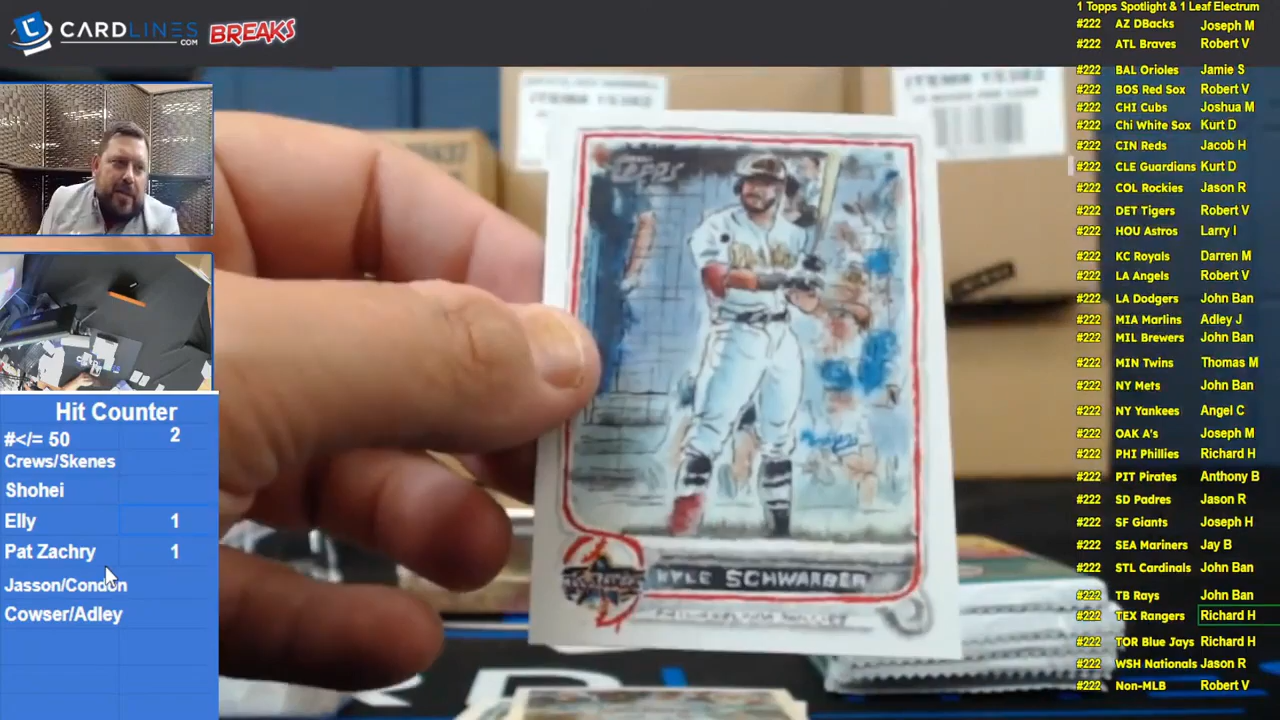 CARDLINES
.COM
BREAKS
1 Topps Spotlight & 1 Leaf Electrum
#222 AZ DBacks Joseph M
#222 ATL Braves Robert V
#222 BAL Orioles Jamie S
#222 BOS Red Sox Robert V
#222 CHI Cubs Joshua M
#222 Chi White Sox Kurt D
#222 CIN Reds Jacob H
#222 CLE Guardians Kurt D
#222 COL Rockies Jason R
#222 DET Tigers Robert V
#222 HOU Astros Larry I
#222 KC Royals Darren M
#222 LA Angels Robert V
#222 LA Dodgers John Ban
#222 MIA Marlins Adley J
#222 MIL Brewers John Ban
#222 MIN Twins Thomas M
#222 NY Mets John Ban
#222 NY Yankees Angel C
#222 OAK A's Joseph M
#222 PHI Phillies Richard H
#222 PIT Pirates Anthony B
#222 SD Padres Jason R
#222 SF Giants Joseph H
#222 SEA Mariners Jay B
#222 STL Cardinals John Ban
#222 TB Rays John Ban
#222 TEX Rangers Richard H
#222 TOR Blue Jays Richard H
#222 WSH Nationals Jason R
#222 Non-MLB Robert V
Hit Counter
#</= 50 2
Crews/Skenes
Shohei
Elly 1
Pat Zachry 1
Jasson/Condon
Cowser/Adley
Topps
KYLE SCHWARBER